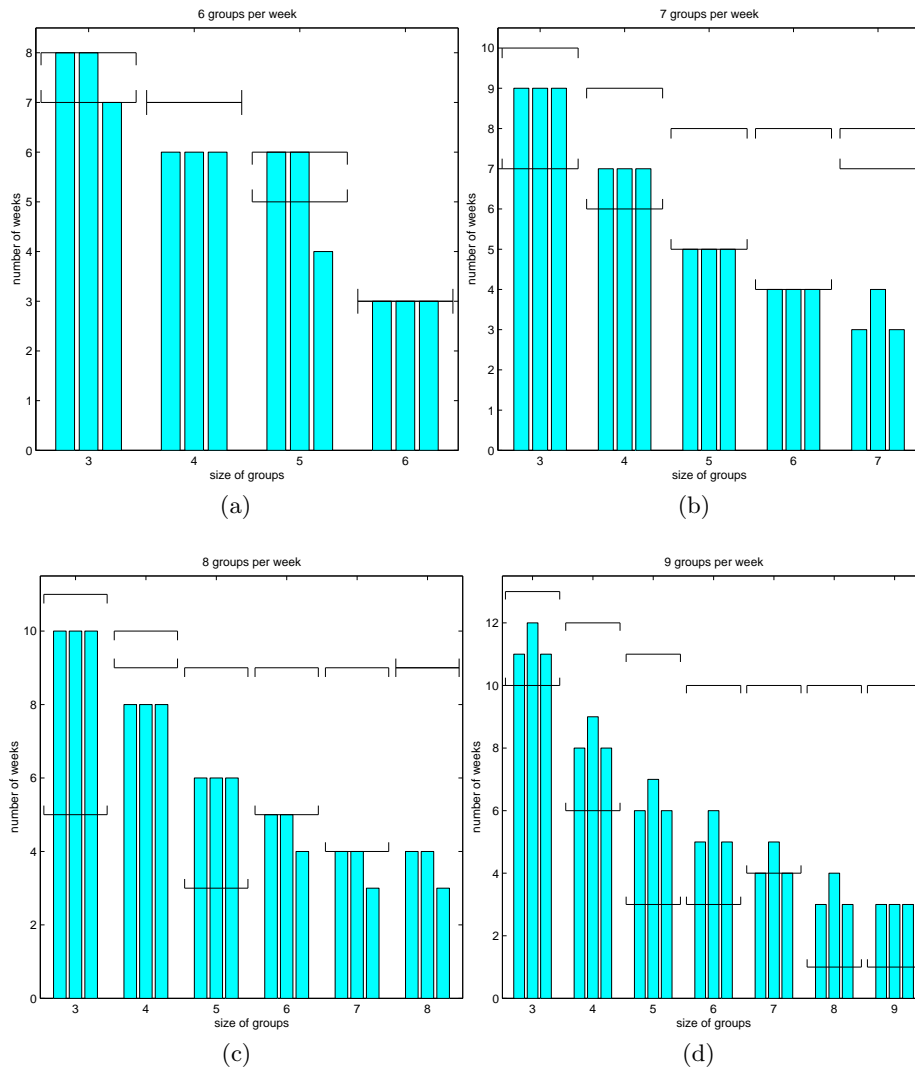 6 groups per week
8
7
6
5
4
3
2
1
0
number of weeks
3 4 5 6
size of groups
(a)
7 groups per week
10
9
8
7
6
5
4
3
2
1
0
number of weeks
3 4 5 6 7
size of groups
(b)
8 groups per week
10
8
6
4
2
0
number of weeks
3 4 5 6 7 8
size of groups
(c)
9 groups per week
12
10
8
6
4
2
0
number of weeks
3 4 5 6 7 8 9
size of groups
(d)